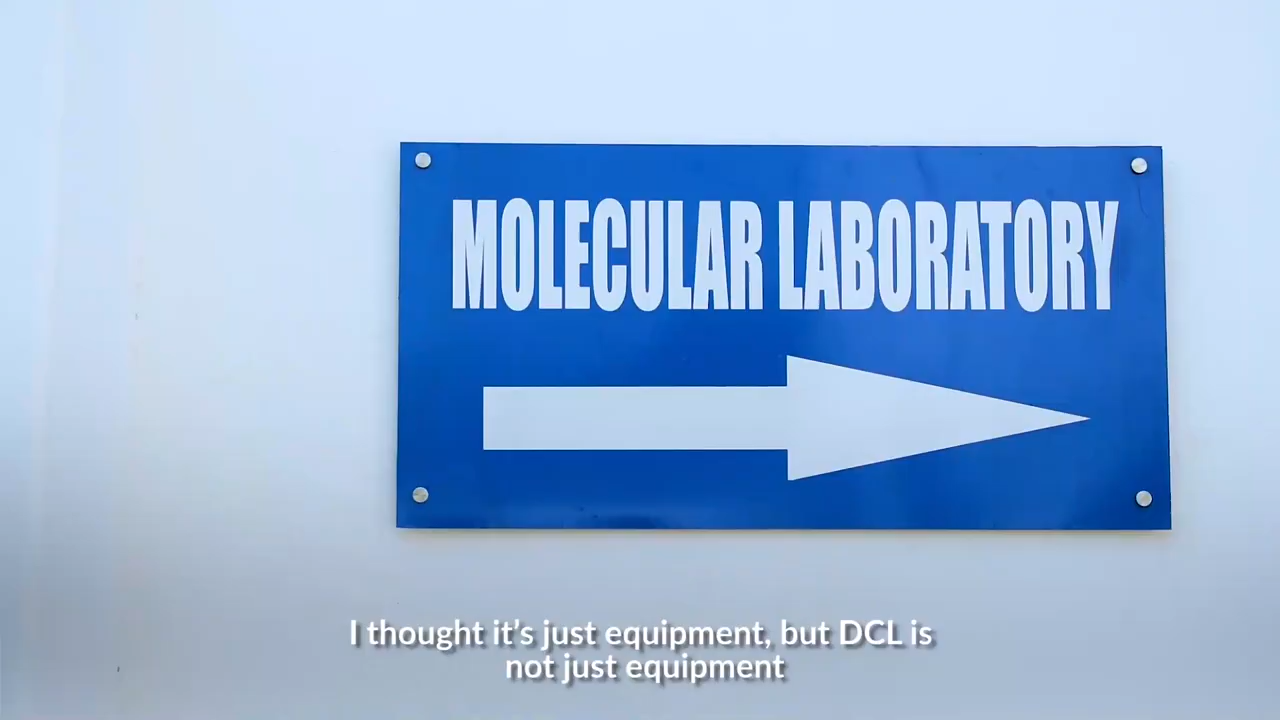 MOLECULAR LABORATORY
I thought it's just equipment, but DCL is
not just equipment